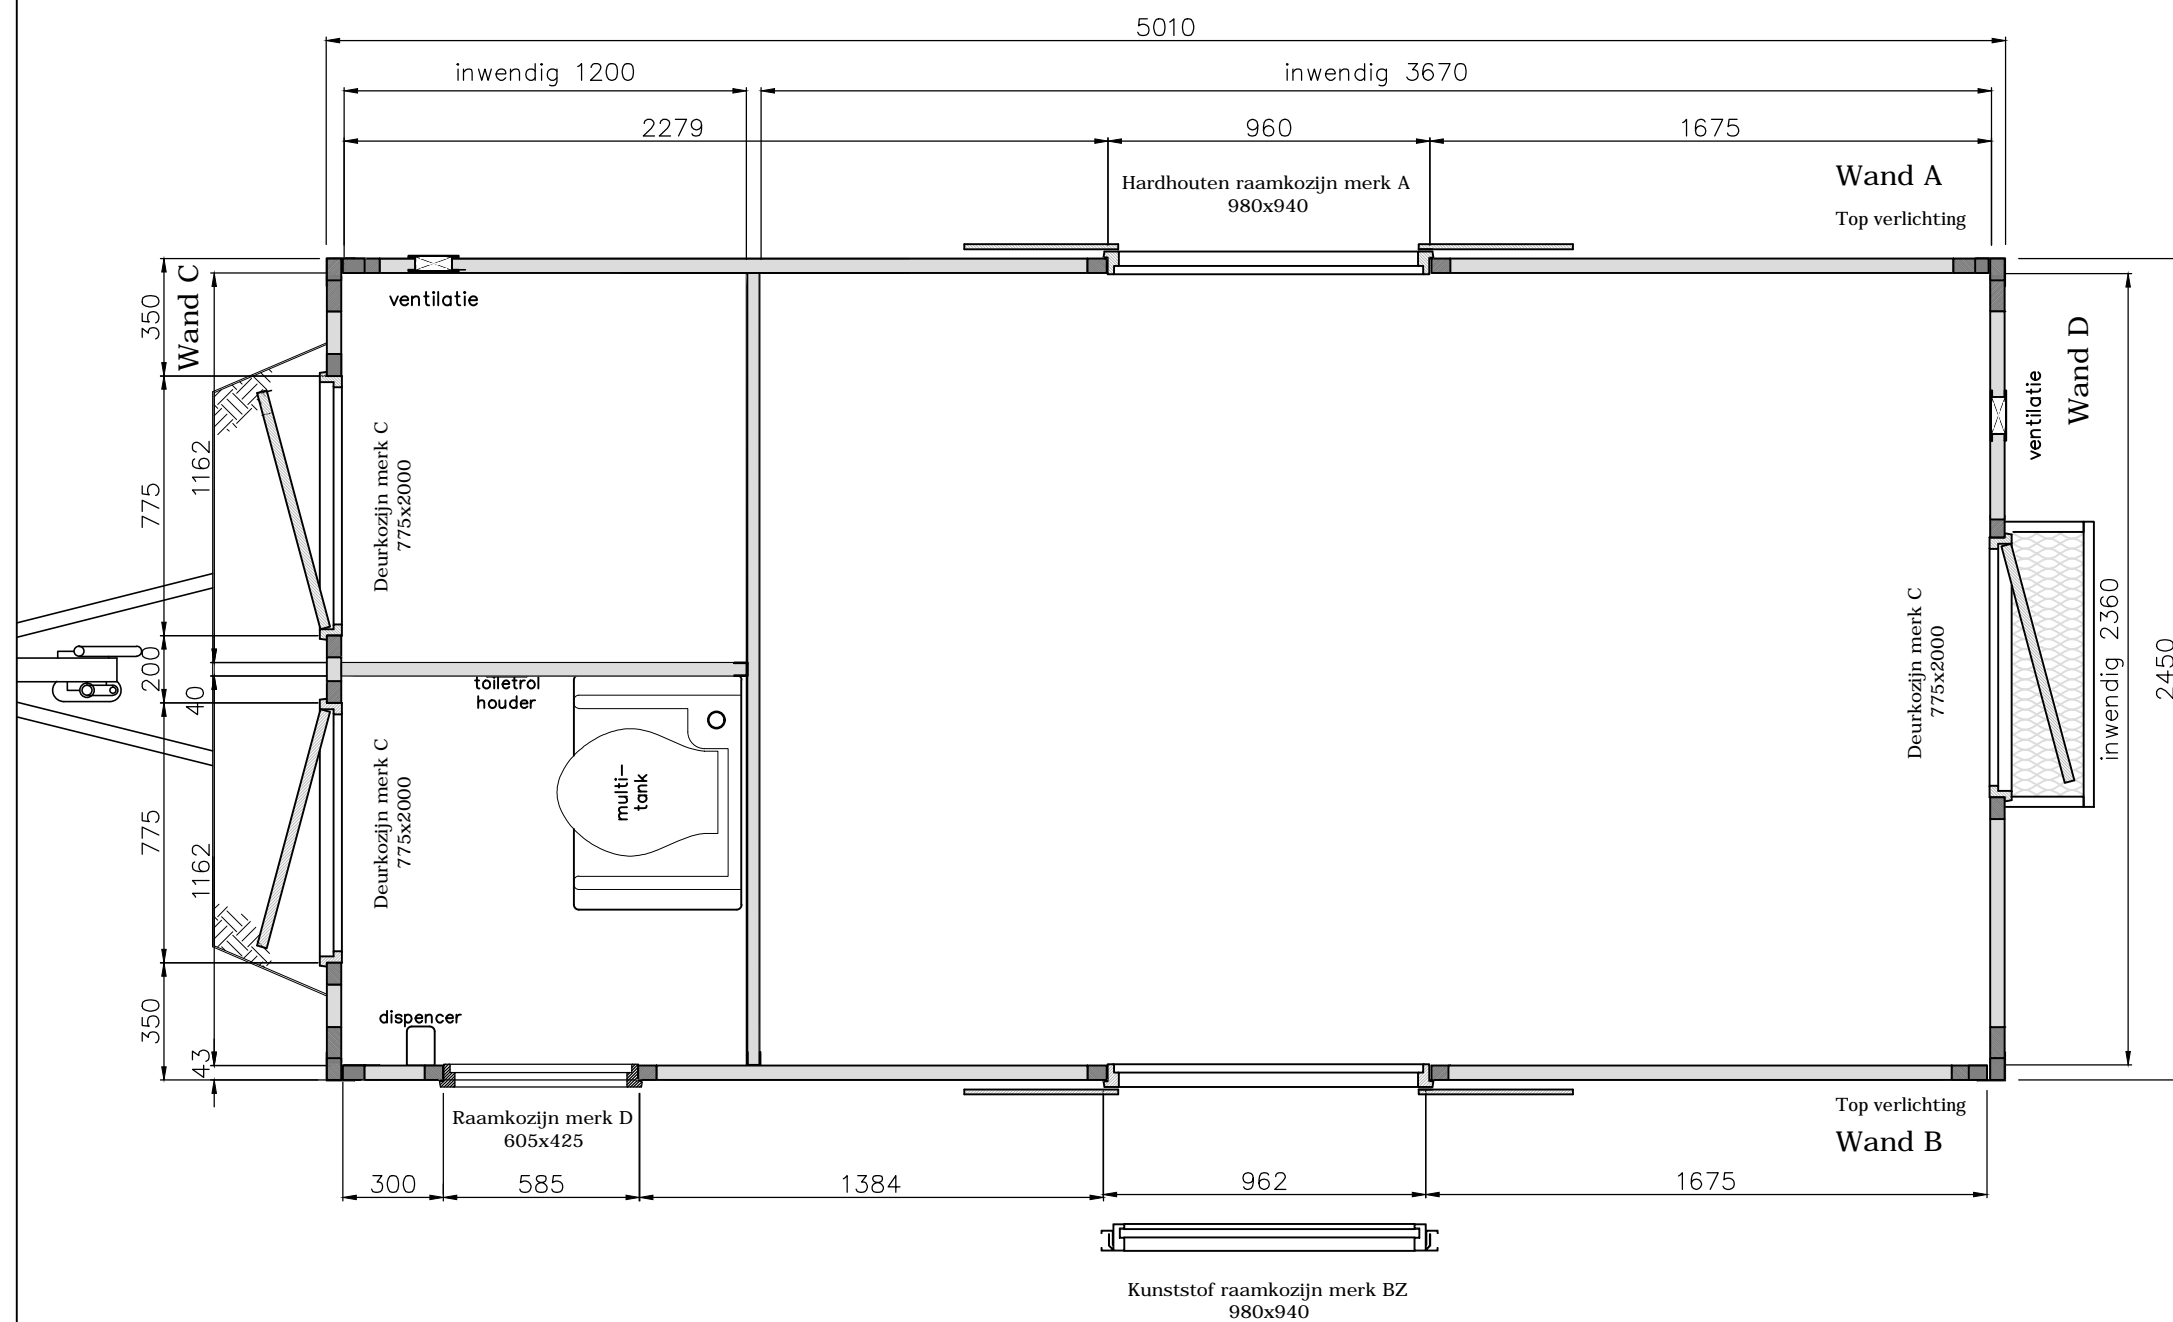 5010
inwendig 1200
inwendig 3670
2279
960
1675
Hardhouten raamkozijn merk A
980x940
Wand A
Top verlichting
Wand C
350
ventilatie
1162
775
Deurkozijn merk C
775x2000
200
40
toiletrol
houder
multi-
tank
Deurkozijn merk C
775x2000
775
1162
350
43
dispencer
Wand D
ventilatie
Deurkozijn merk C
775x2000
inwendig 2360
2450
Raamkozijn merk D
605x425
Top verlichting
Wand B
300
585
1384
962
1675
Kunststof raamkozijn merk BZ
980x940